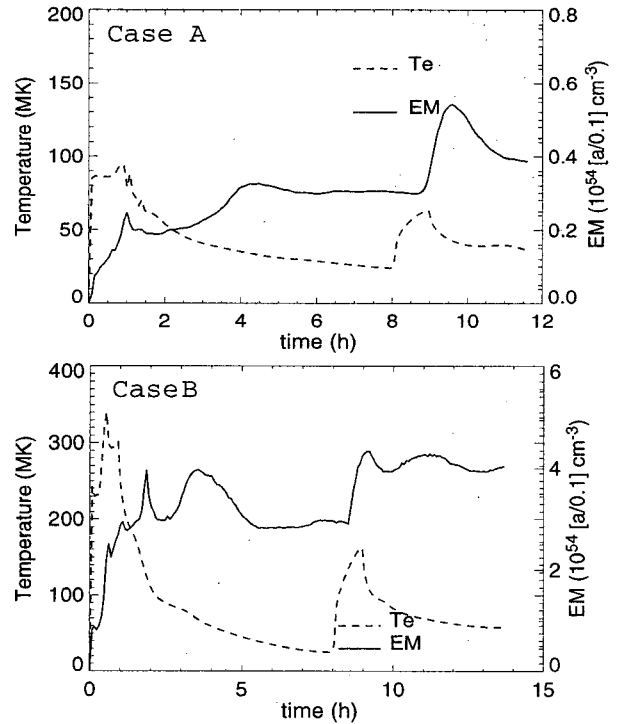 Case A
Te
EM
Temperature (MK)
200
150
100
50
0
0.8
0.6
0.4
0.2
0.0
EM (10^54 [a/0.1] cm^-3)
0 2 4 6 8 10 12
time (h)
CaseB
Te
EM
Temperature (MK)
400
300
200
100
0
6
4
2
0
EM (10^54 [a/0.1] cm^-3)
0 5 10 15
time (h)